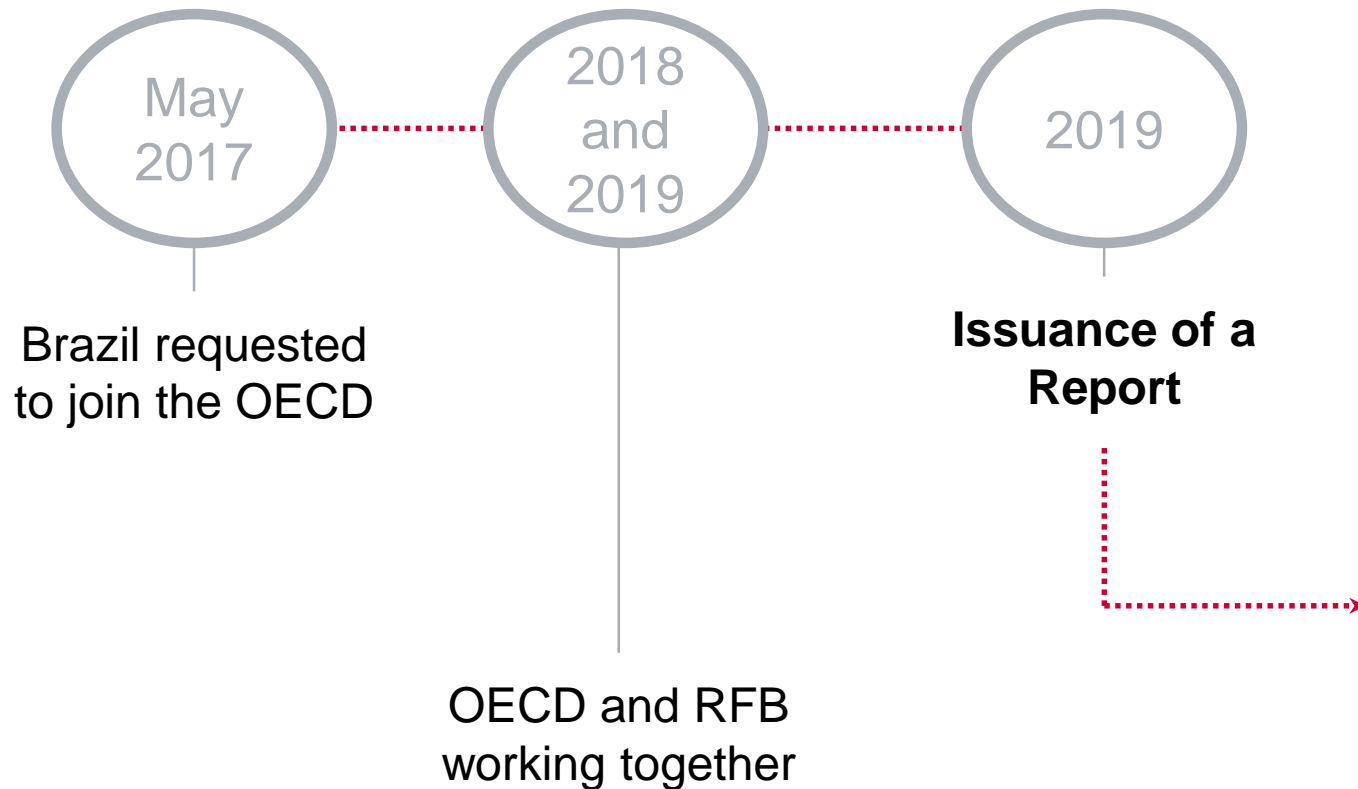 May
2017
2018
and
2019
2019
Brazil requested
to join the OECD
Issuance of a
Report
OECD and RFB
working together